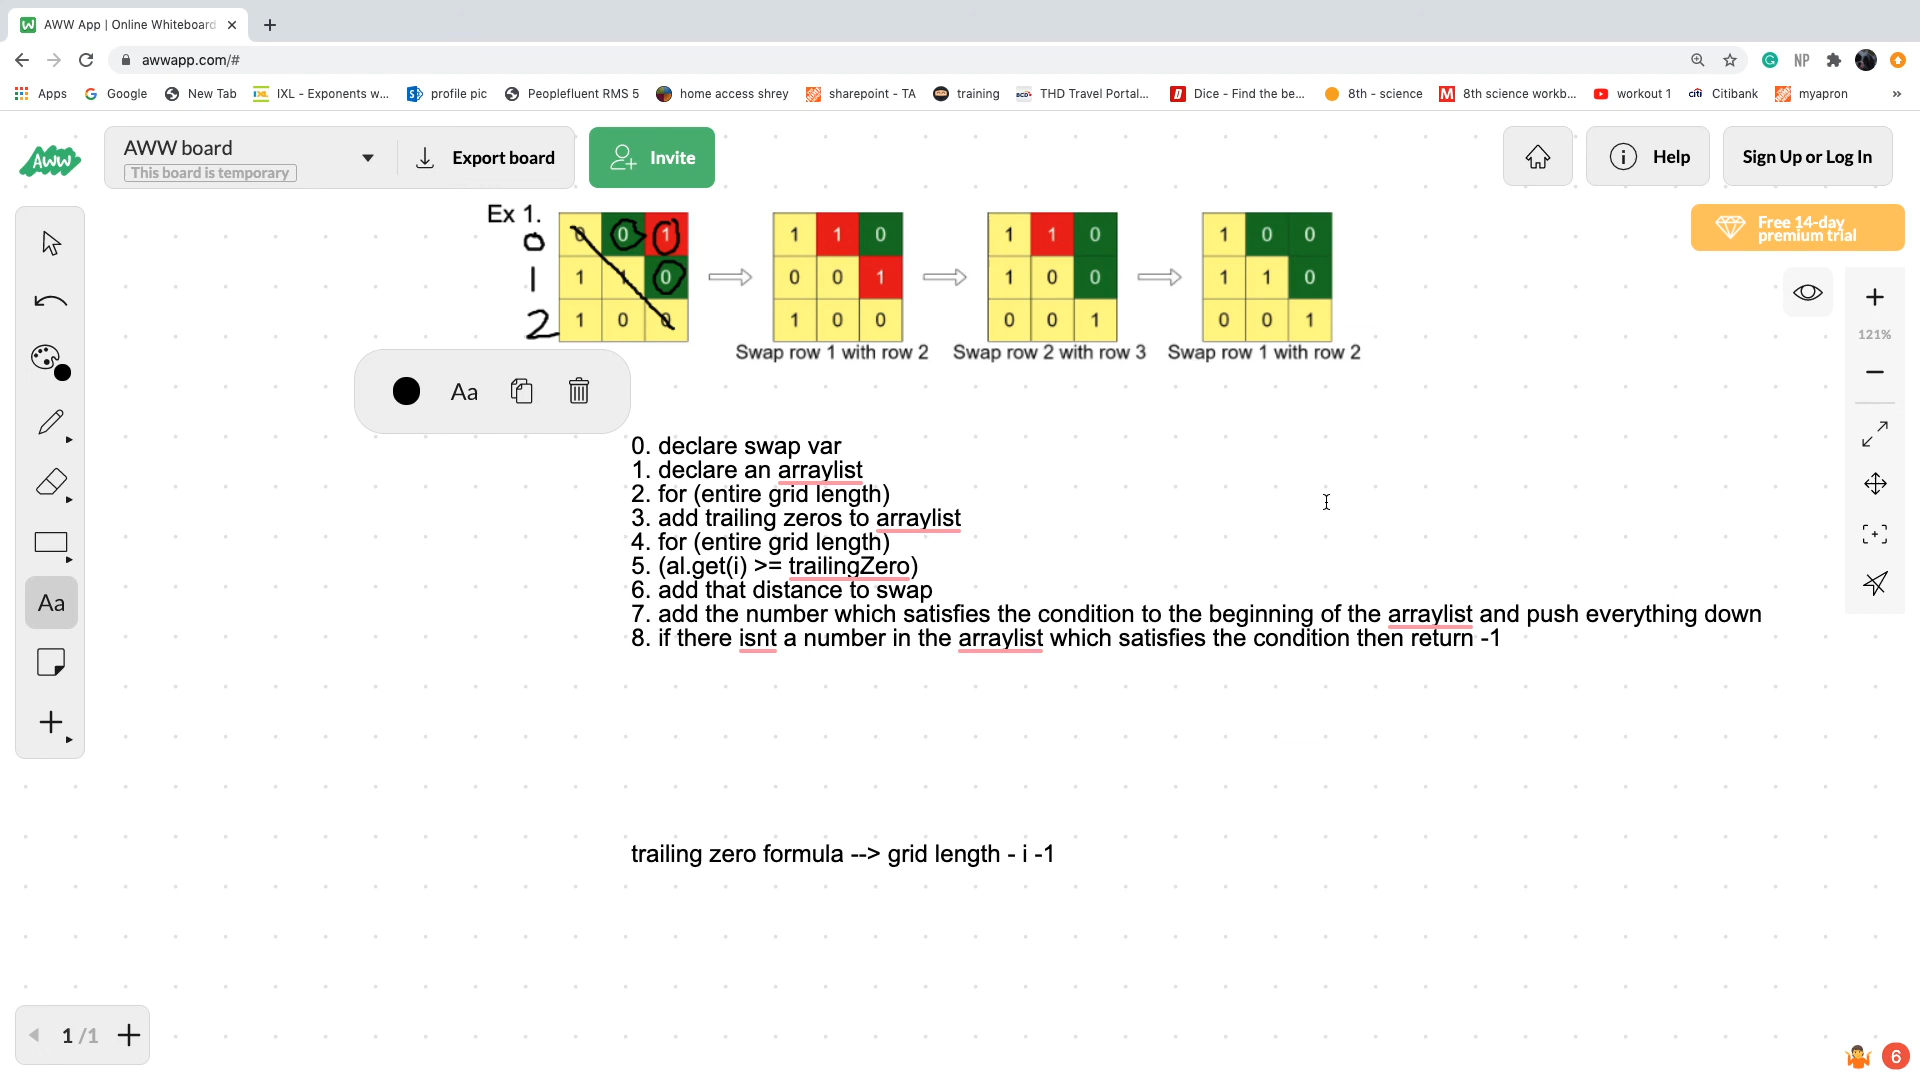 AWW App | Online Whiteboard
awwapp.com/#
NP
Apps
Google
New Tab
IXL - Exponents w...
profile pic
Peoplefluent RMS 5
home access shrey
sharepoint - TA
training
THD Travel Portal...
Dice - Find the be...
8th - science
8th science workb...
workout 1
Citibank
myapron
»
AWW
AWW board
This board is temporary
Export board
Invite
Help
Sign Up or Log In
Free 14-day
premium trial
121%
Ex 1.
0
1
2
0 0 1
1 1 0
1 0 0
1 1 0
0 0 1
1 0 0
Swap row 1 with row 2
1 1 0
1 0 0
0 0 1
Swap row 2 with row 3
1 0 0
1 1 0
0 0 1
Swap row 1 with row 2
Aa
0. declare swap var
1. declare an arraylist
2. for (entire grid length)
3. add trailing zeros to arraylist
4. for (entire grid length)
5. (al.get(i) >= trailingZero)
6. add that distance to swap
7. add the number which satisfies the condition to the beginning of the arraylist and push everything down
8. if there isnt a number in the arraylist which satisfies the condition then return -1
trailing zero formula --> grid length - i -1
Aa
1 /1
6